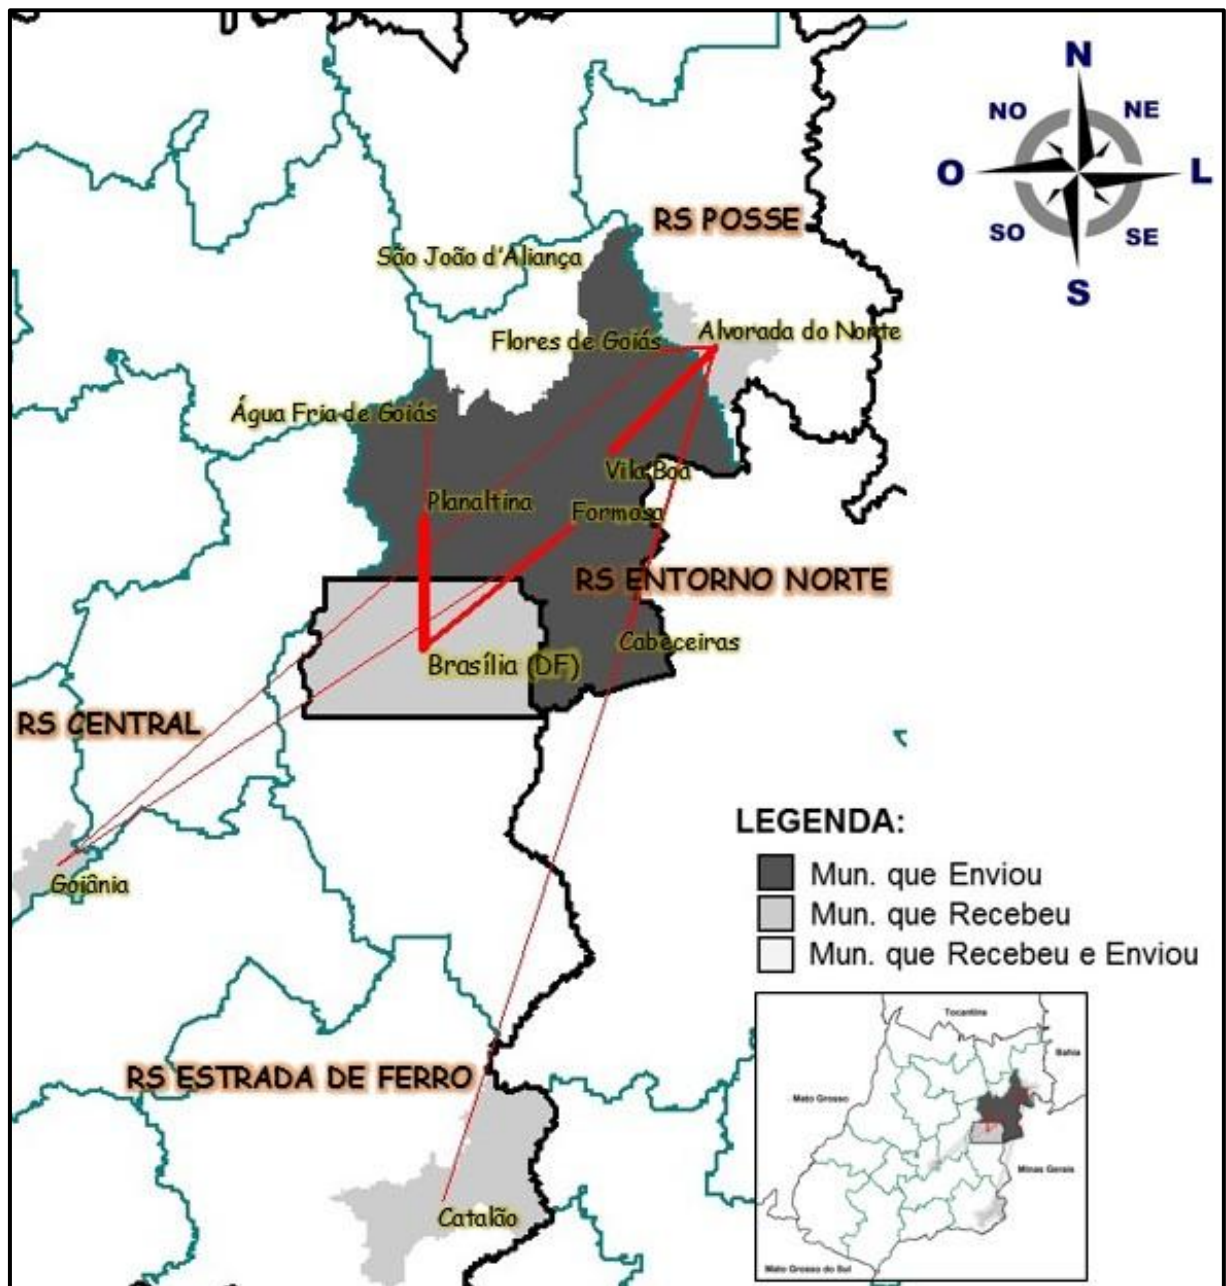 N
NO
NE
O
L
SO
SE
S
RS POSSE
São João d'Aliança
Flores de Goiás
Alvorada do Norte
Água Fria de Goiás
Vila Boa
Planaltina
Formosa
RS ENTORNO NORTE
Cabeceiras
Brasília (DF)
RS CENTRAL
Goiânia
LEGENDA:
Mun. que Enviou
Mun. que Recebeu
Mun. que Recebeu e Enviou
RS ESTRADA DE FERRO
Catalão
Tocantins
Bahia
Mato Grosso
Minas Gerais
Mato Grosso do Sul